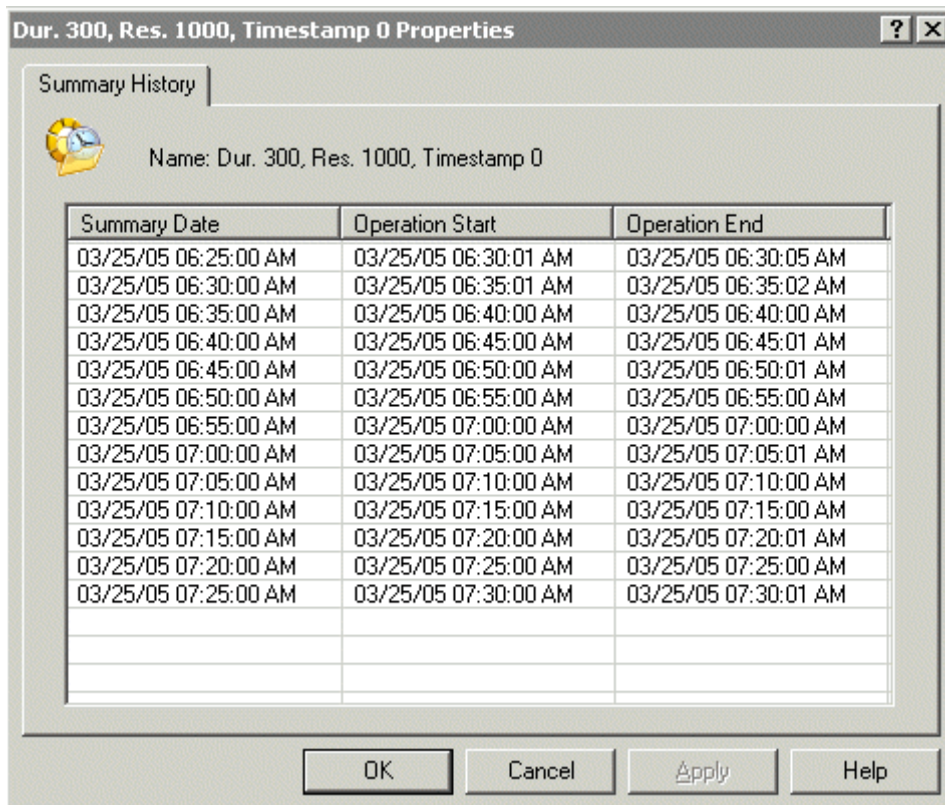 Dur. 300, Res. 1000, Timestamp 0 Properties
Summary History
Name: Dur. 300, Res. 1000, Timestamp 0
Summary Date Operation Start Operation End
03/25/05 06:25:00 AM 03/25/05 06:30:01 AM 03/25/05 06:30:05 AM
03/25/05 06:30:00 AM 03/25/05 06:35:01 AM 03/25/05 06:35:02 AM
03/25/05 06:35:00 AM 03/25/05 06:40:00 AM 03/25/05 06:40:00 AM
03/25/05 06:40:00 AM 03/25/05 06:45:00 AM 03/25/05 06:45:01 AM
03/25/05 06:45:00 AM 03/25/05 06:50:00 AM 03/25/05 06:50:01 AM
03/25/05 06:50:00 AM 03/25/05 06:55:00 AM 03/25/05 06:55:00 AM
03/25/05 06:55:00 AM 03/25/05 07:00:00 AM 03/25/05 07:00:00 AM
03/25/05 07:00:00 AM 03/25/05 07:05:00 AM 03/25/05 07:05:01 AM
03/25/05 07:05:00 AM 03/25/05 07:10:00 AM 03/25/05 07:10:00 AM
03/25/05 07:10:00 AM 03/25/05 07:15:00 AM 03/25/05 07:15:00 AM
03/25/05 07:15:00 AM 03/25/05 07:20:00 AM 03/25/05 07:20:01 AM
03/25/05 07:20:00 AM 03/25/05 07:25:00 AM 03/25/05 07:25:00 AM
03/25/05 07:25:00 AM 03/25/05 07:30:00 AM 03/25/05 07:30:01 AM
OK Cancel Apply Help